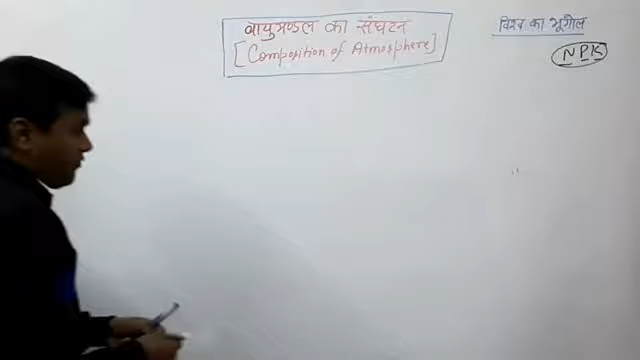 वायुमण्डल का संघटन
[Composition of Atmosphere]
विश्व का भूगोल
NPK